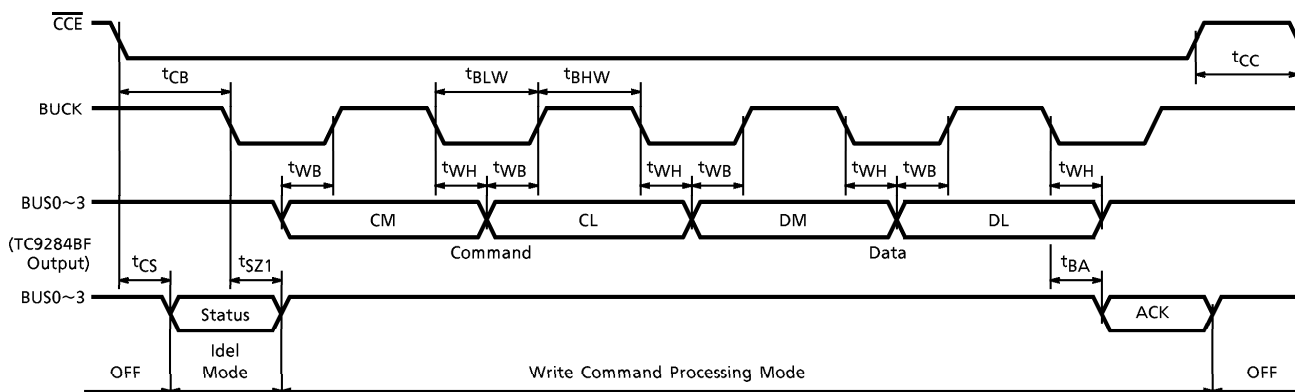 CCE
tCB tBLW tBHW tCC
BUCK
tWB tWH tWB tWH tWB tWH tWB tWH
BUS0~3 CM CL DM DL
Command Data
(TC9284BF
Output)
tCS tSZ1 tBA
BUS0~3 Status ACK
Idel
Mode
OFF Write Command Processing Mode OFF